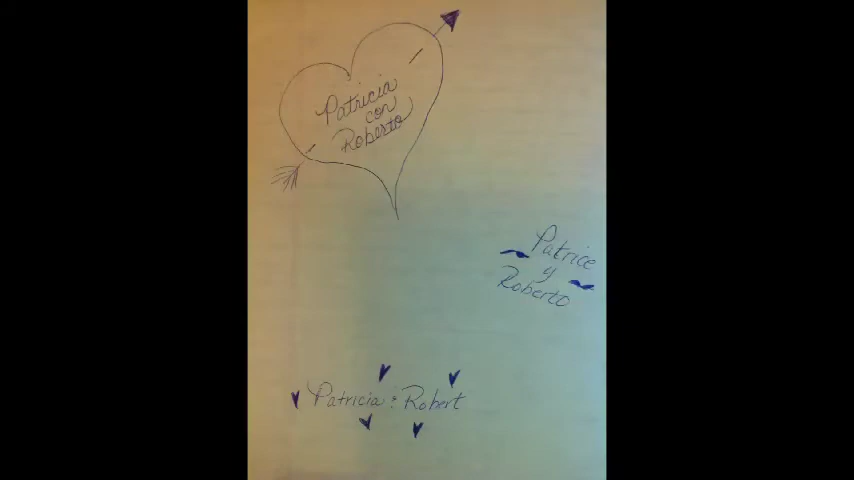 Patricia
con
Roberto
Patrice
y
Roberto
Patricia & Robert